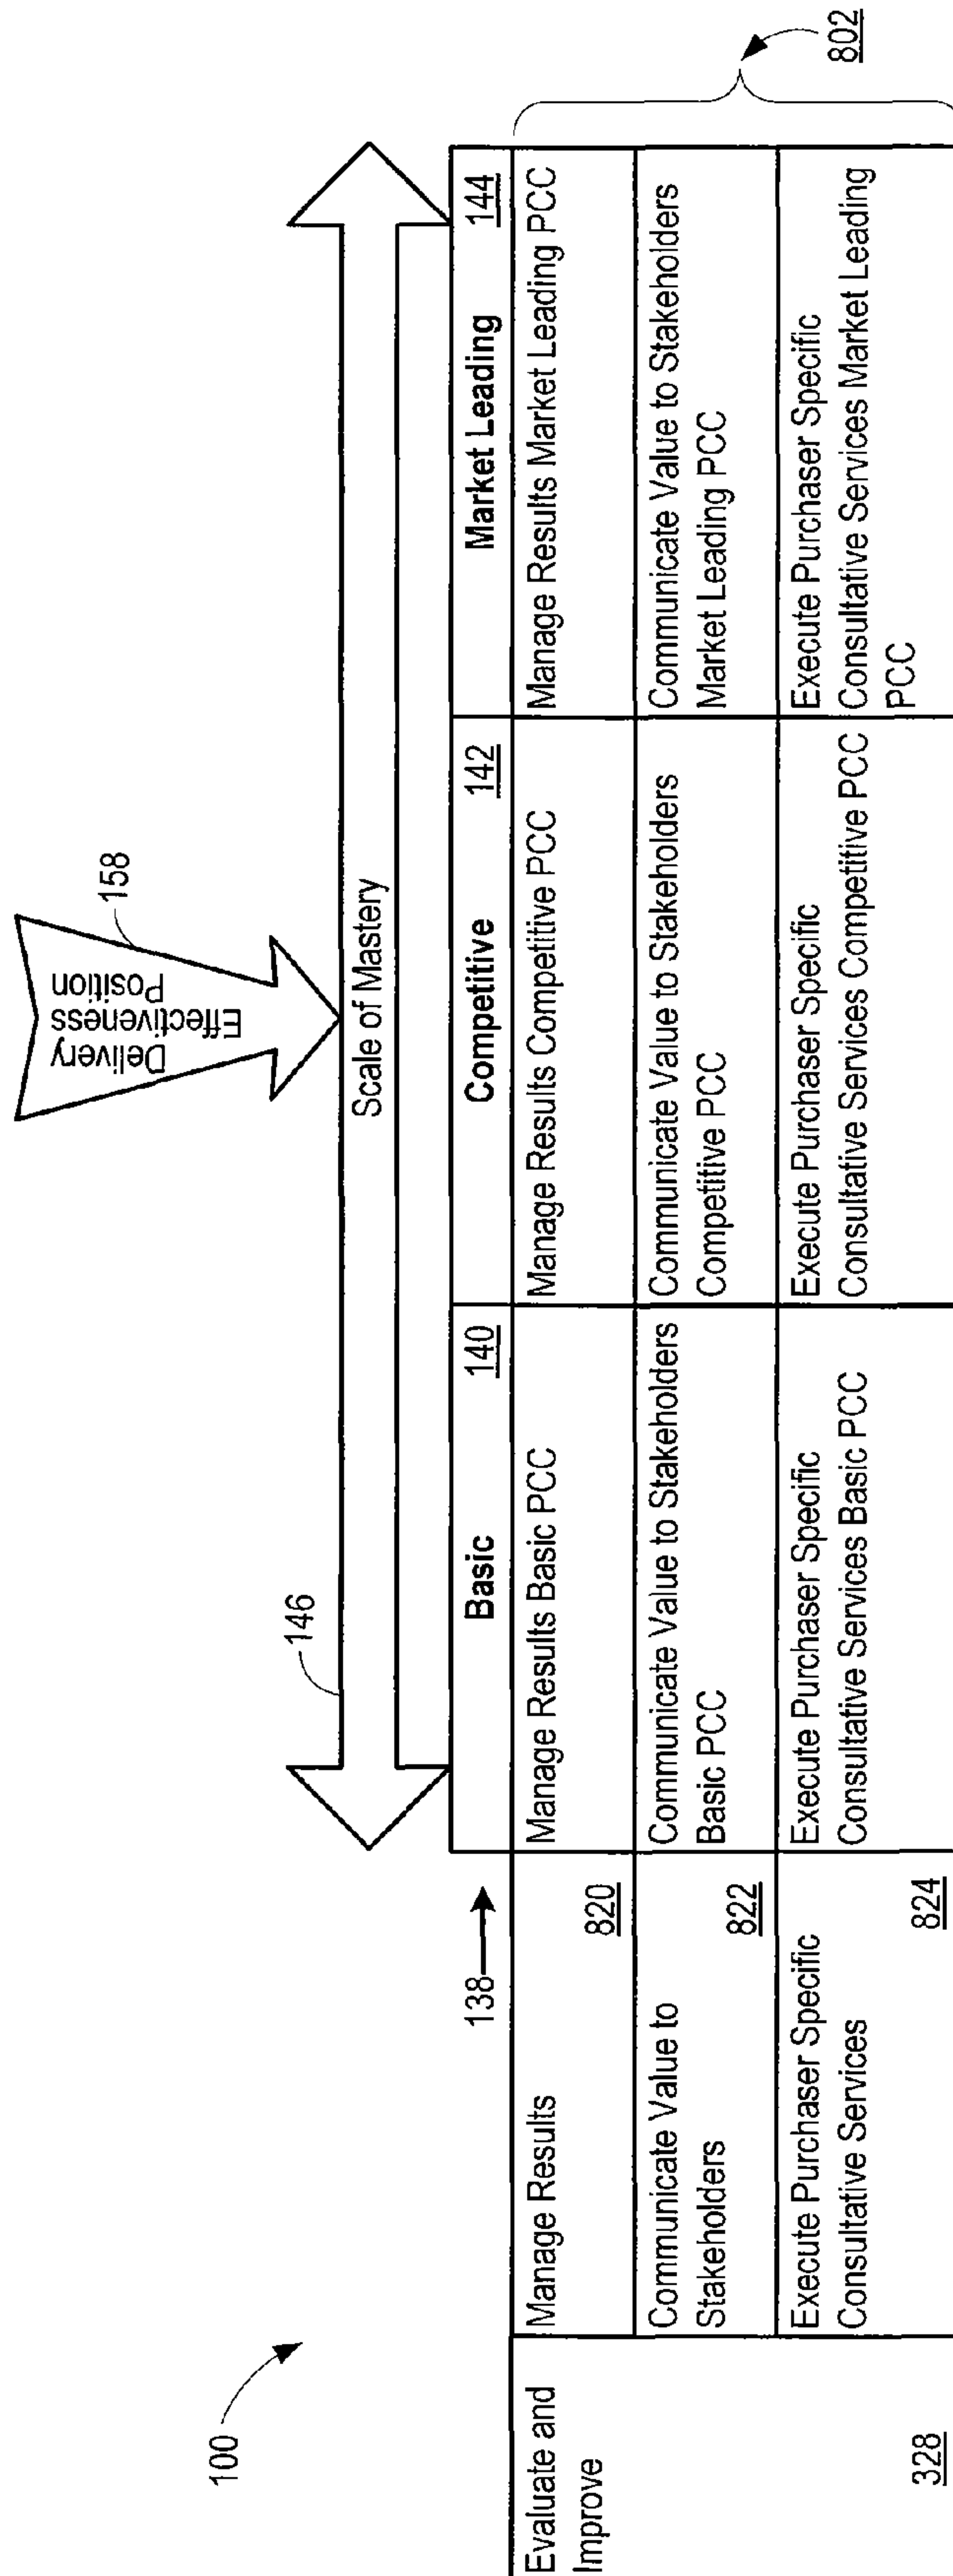 100
802
Delivery
Effectiveness
Position
158
146
Scale of Mastery
138
Basic 140
Competitive 142
Market Leading 144
Evaluate and
Improve
328
Manage Results
820
Manage Results Basic PCC
Manage Results Competitive PCC
Manage Results Market Leading PCC
Communicate Value to
Stakeholders
822
Communicate Value to Stakeholders
Basic PCC
Communicate Value to Stakeholders
Competitive PCC
Communicate Value to Stakeholders
Market Leading PCC
Execute Purchaser Specific
Consultative Services
824
Execute Purchaser Specific
Consultative Services Basic PCC
Execute Purchaser Specific
Consultative Services Competitive PCC
Execute Purchaser Specific
Consultative Services Market Leading
PCC